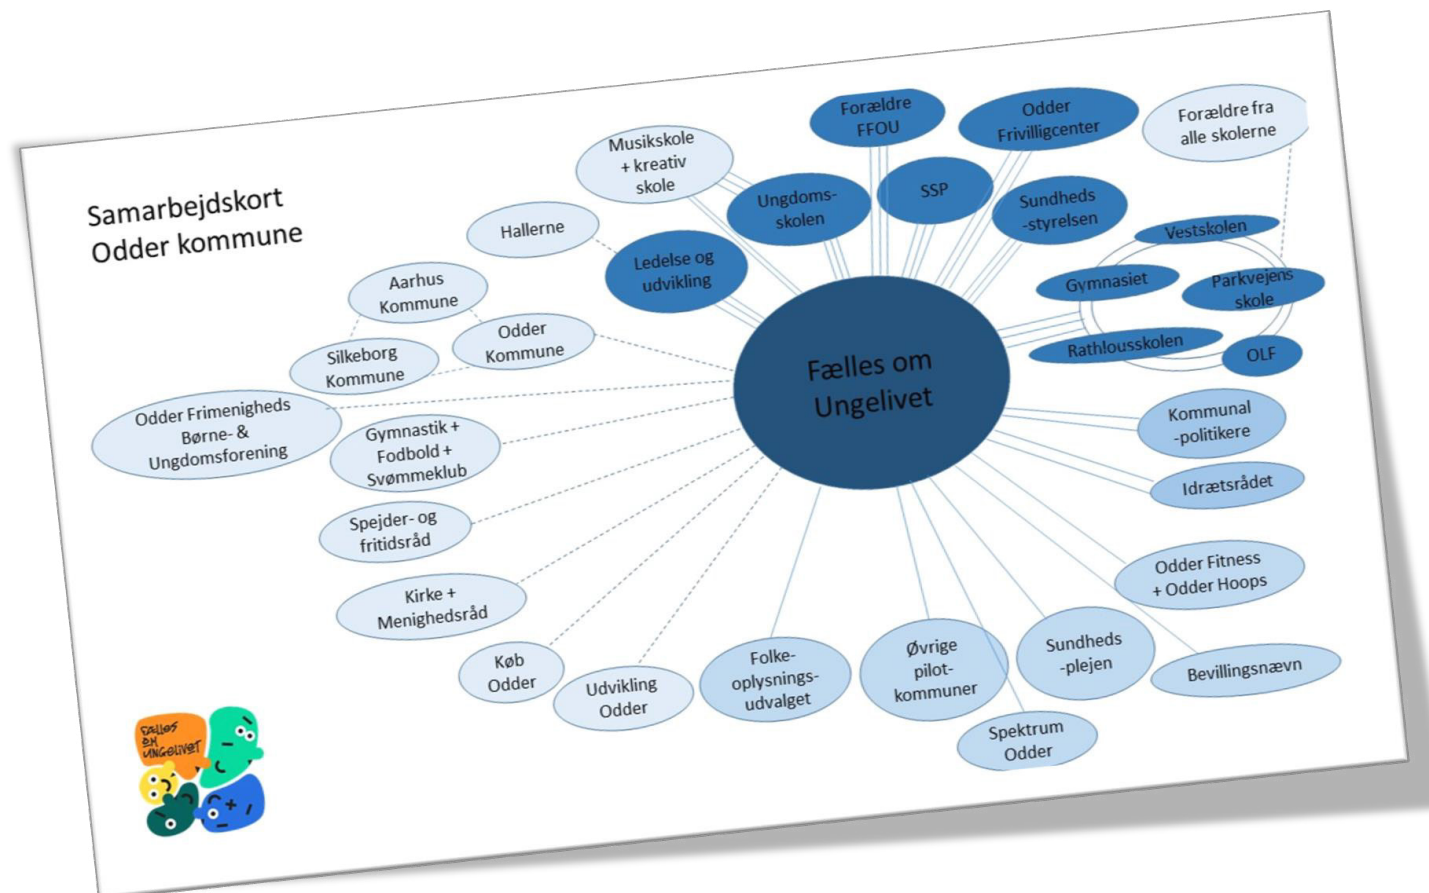 Samarbejdskort
Odder kommune
Forældre
FFOU
Odder
Frivilligcenter
Forældre fra
alle skolerne
Musikskole
+ kreativ
skole
Ungdoms-
skolen
SSP
Sundheds
-styrelsen
Hallerne
Ledelse og
udvikling
Vestskolen
Gymnasiet
Parkvejens
skole
Rathlousskolen
OLF
Aarhus
Kommune
Odder
Kommune
Silkeborg
Kommune
Fælles om
Ungelivet
Odder Frimenigheds
Børne- &
Ungdomsforening
Gymnastik +
Fodbold +
Svømmeklub
Kommunal
-politikere
Idrætsrådet
Spejder- og
fritidsråd
Odder Fitness
+ Odder Hoops
Kirke +
Menighedsråd
Køb
Odder
Udvikling
Odder
Folke-
oplysnings-
udvalget
Øvrige
pilot-
kommuner
Sundheds
-plejen
Bevillingsnævn
Spektrum
Odder
FÆLLES
OM
UNGELIVET